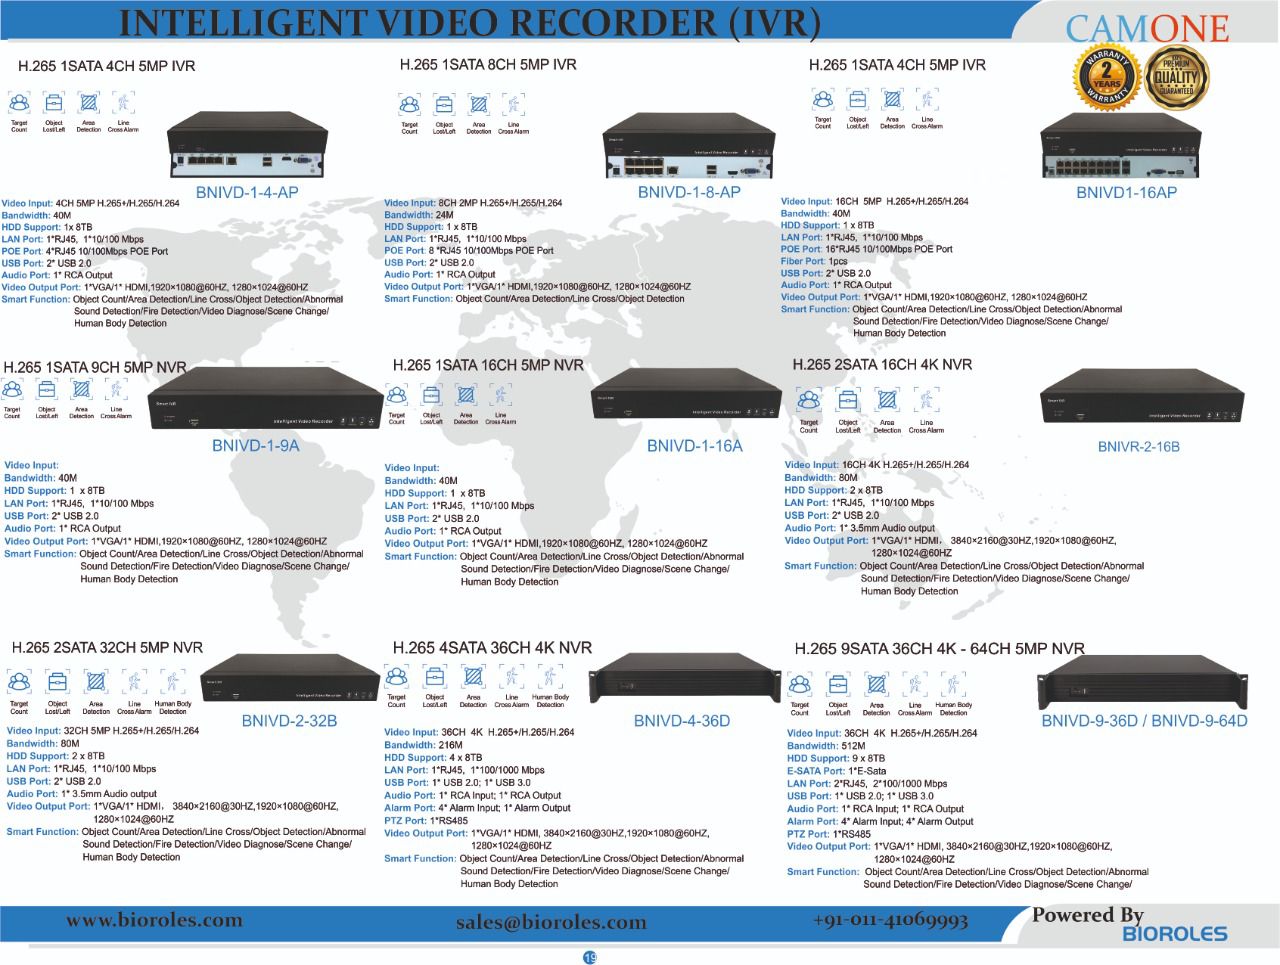 INTELLIGENT VIDEO RECORDER (IVR)
CAMONE
WARRANTY
2
YEARS
WARRANTY
PREMIUM
QUALITY
GUARANTEED
H.265 1SATA 4CH 5MP IVR
Target Count
Object Lost/Left
Area Detection
Line Cross Alarm
BNIVD-1-4-AP
Video Input: 4CH 5MP H.265+/H.265/H.264
Bandwidth: 40M
HDD Support: 1x 8TB
LAN Port: 1*RJ45, 1*10/100 Mbps
POE Port: 4*RJ45 10/100Mbps POE Port
USB Port: 2* USB 2.0
Audio Port: 1* RCA Output
Video Output Port: 1*VGA/1* HDMI,1920×1080@60HZ, 1280×1024@60HZ
Smart Function: Object Count/Area Detection/Line Cross/Object Detection/Abnormal
Sound Detection/Fire Detection/Video Diagnose/Scene Change/
Human Body Detection
H.265 1SATA 8CH 5MP IVR
Target Count
Object Lost/Left
Area Detection
Line Cross Alarm
Intelligent Video Recorder
BNIVD-1-8-AP
Video Input: 8CH 2MP H.265+/H.265/H.264
Bandwidth: 24M
HDD Support: 1 x 8TB
LAN Port: 1*RJ45, 1*10/100 Mbps
POE Port: 8 *RJ45 10/100Mbps POE Port
USB Port: 2* USB 2.0
Audio Port: 1* RCA Output
Video Output Port: 1*VGA/1* HDMI,1920×1080@60HZ, 1280×1024@60HZ
Smart Function: Object Count/Area Detection/Line Cross/Object Detection
H.265 1SATA 4CH 5MP IVR
Target Count
Object Lost/Left
Area Detection
Line Cross Alarm
Intelligent Video Recorder
BNIVD1-16AP
Video Input: 16CH 5MP H.265+/H.265/H.264
Bandwidth: 40M
HDD Support: 1 x 8TB
LAN Port: 1*RJ45, 1*10/100 Mbps
POE Port: 16*RJ45 10/100Mbps POE Port
Fiber Port: 1pcs
USB Port: 2* USB 2.0
Audio Port: 1* RCA Output
Video Output Port: 1*VGA/1* HDMI,1920×1080@60HZ, 1280×1024@60HZ
Smart Function: Object Count/Area Detection/Line Cross/Object Detection/Abnormal
Sound Detection/Fire Detection/Video Diagnose/Scene Change/
Human Body Detection
H.265 1SATA 9CH 5MP NVR
Target Count
Object Lost/Left
Area Detection
Line Cross Alarm
Intelligent Video Recorder
BNIVD-1-9A
Video Input:
Bandwidth: 40M
HDD Support: 1 x 8TB
LAN Port: 1*RJ45, 1*10/100 Mbps
USB Port: 2* USB 2.0
Audio Port: 1* RCA Output
Video Output Port: 1*VGA/1* HDMI,1920×1080@60HZ, 1280×1024@60HZ
Smart Function: Object Count/Area Detection/Line Cross/Object Detection/Abnormal
Sound Detection/Fire Detection/Video Diagnose/Scene Change/
Human Body Detection
H.265 1SATA 16CH 5MP NVR
Target Count
Object Lost/Left
Area Detection
Line Cross Alarm
Intelligent Video Recorder
BNIVD-1-16A
Video Input:
Bandwidth: 40M
HDD Support: 1 x 8TB
LAN Port: 1*RJ45, 1*10/100 Mbps
USB Port: 2* USB 2.0
Audio Port: 1* RCA Output
Video Output Port: 1*VGA/1* HDMI,1920×1080@60HZ, 1280×1024@60HZ
Smart Function: Object Count/Area Detection/Line Cross/Object Detection/Abnormal
Sound Detection/Fire Detection/Video Diagnose/Scene Change/
Human Body Detection
H.265 2SATA 16CH 4K NVR
Target Count
Object Lost/Left
Area Detection
Line Cross Alarm
Intelligent Video Recorder
BNIVR-2-16B
Video Input: 16CH 4K H.265+/H.265/H.264
Bandwidth: 80M
HDD Support: 2 x 8TB
LAN Port: 1*RJ45, 1*10/100 Mbps
USB Port: 2* USB 2.0
Audio Port: 1* 3.5mm Audio output
Video Output Port: 1*VGA/1* HDMI, 3840×2160@30HZ,1920×1080@60HZ,
1280×1024@60HZ
Smart Function: Object Count/Area Detection/Line Cross/Object Detection/Abnormal
Sound Detection/Fire Detection/Video Diagnose/Scene Change/
Human Body Detection
H.265 2SATA 32CH 5MP NVR
Target Count
Object Lost/Left
Area Detection
Line Cross Alarm
Human Body Detection
Intelligent Video Recorder
BNIVD-2-32B
Video Input: 32CH 5MP H.265+/H.265/H.264
Bandwidth: 80M
HDD Support: 2 x 8TB
LAN Port: 1*RJ45, 1*10/100 Mbps
USB Port: 2* USB 2.0
Audio Port: 1* 3.5mm Audio output
Video Output Port: 1*VGA/1* HDMI, 3840×2160@30HZ,1920×1080@60HZ,
1280×1024@60HZ
Smart Function: Object Count/Area Detection/Line Cross/Object Detection/Abnormal
Sound Detection/Fire Detection/Video Diagnose/Scene Change/
Human Body Detection
H.265 4SATA 36CH 4K NVR
Target Count
Object Lost/Left
Area Detection
Line Cross Alarm
Human Body Detection
BNIVD-4-36D
Video Input: 36CH 4K H.265+/H.265/H.264
Bandwidth: 216M
HDD Support: 4 x 8TB
LAN Port: 1*RJ45, 1*100/1000 Mbps
USB Port: 1* USB 2.0; 1* USB 3.0
Audio Port: 1* RCA Input; 1* RCA Output
Alarm Port: 4* Alarm Input; 1* Alarm Output
PTZ Port: 1*RS485
Video Output Port: 1*VGA/1* HDMI, 3840×2160@30HZ,1920×1080@60HZ,
1280×1024@60HZ
Smart Function: Object Count/Area Detection/Line Cross/Object Detection/Abnormal
Sound Detection/Fire Detection/Video Diagnose/Scene Change/
Human Body Detection
H.265 9SATA 36CH 4K - 64CH 5MP NVR
Target Count
Object Lost/Left
Area Detection
Line Cross Alarm
Human Body Detection
BNIVD-9-36D / BNIVD-9-64D
Video Input: 36CH 4K H.265+/H.265/H.264
Bandwidth: 512M
HDD Support: 9 x 8TB
E-SATA Port: 1*E-Sata
LAN Port: 2*RJ45, 2*100/1000 Mbps
USB Port: 1* USB 2.0; 1* USB 3.0
Audio Port: 1* RCA Input; 1* RCA Output
Alarm Port: 4* Alarm Input; 4* Alarm Output
PTZ Port: 1*RS485
Video Output Port: 1*VGA/1* HDMI, 3840×2160@30HZ,1920×1080@60HZ,
1280×1024@60HZ
Smart Function: Object Count/Area Detection/Line Cross/Object Detection/Abnormal
Sound Detection/Fire Detection/Video Diagnose/Scene Change/
www.bioroles.com
sales@bioroles.com
+91-011-41069993
Powered By
BIOROLES
19